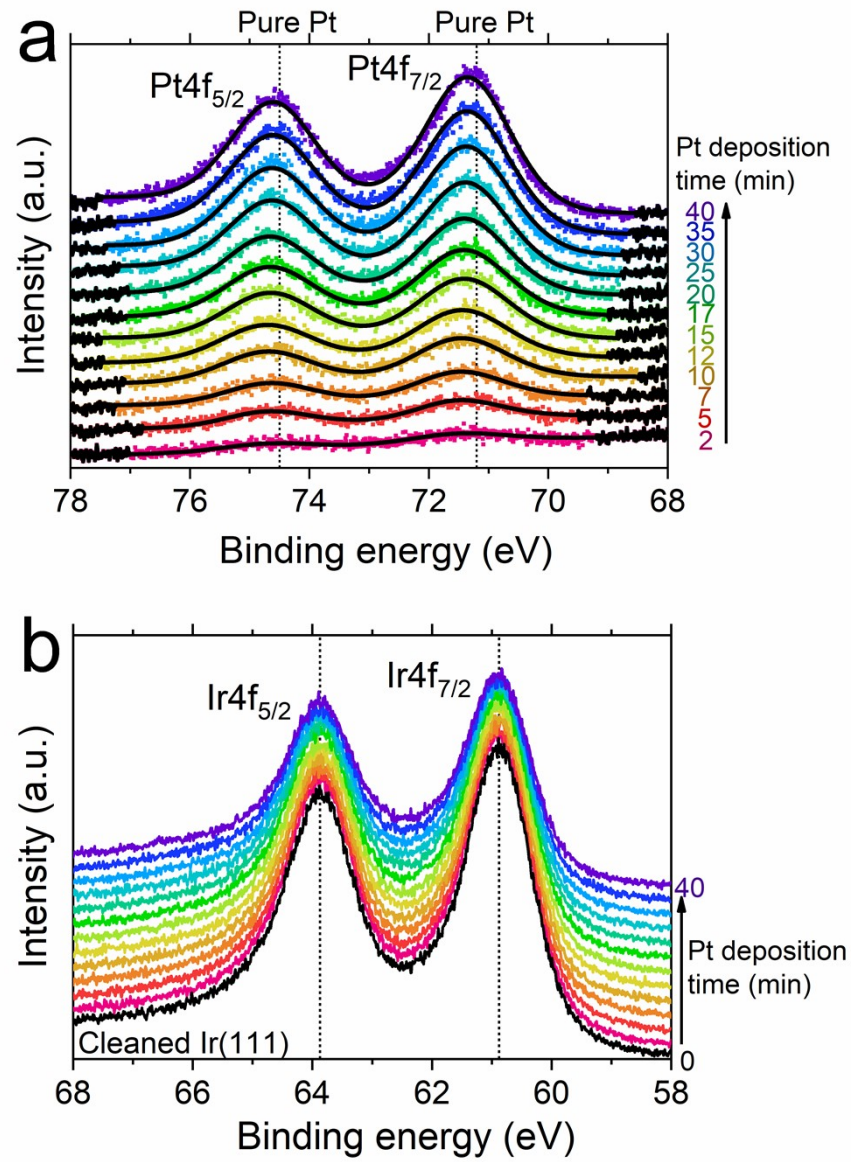 a
Pure Pt
Pure Pt
Pt4f5/2
Pt4f7/2
Intensity (a.u.)
Pt deposition
time (min)
40
35
30
25
20
17
15
12
10
7
5
2
78
76
74
72
70
68
Binding energy (eV)
b
Ir4f5/2
Ir4f7/2
Intensity (a.u.)
40
Pt deposition
time (min)
0
Cleaned Ir(111)
68
66
64
62
60
58
Binding energy (eV)